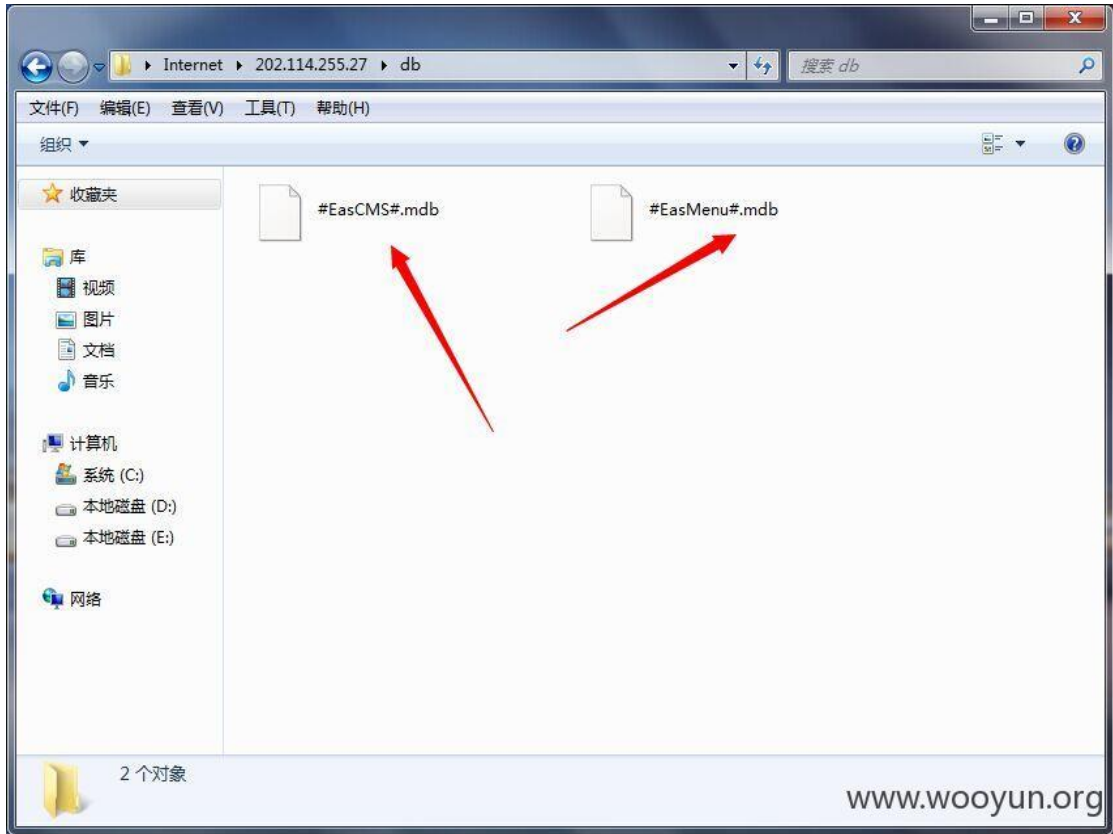 Internet ▸ 202.114.255.27 ▸ db
搜索 db
文件(F) 编辑(E) 查看(V) 工具(T) 帮助(H)
组织
收藏夹
#EasCMS#.mdb
#EasMenu#.mdb
库
视频
图片
文档
音乐
计算机
系统 (C:)
本地磁盘 (D:)
本地磁盘 (E:)
网络
2 个对象
www.wooyun.org